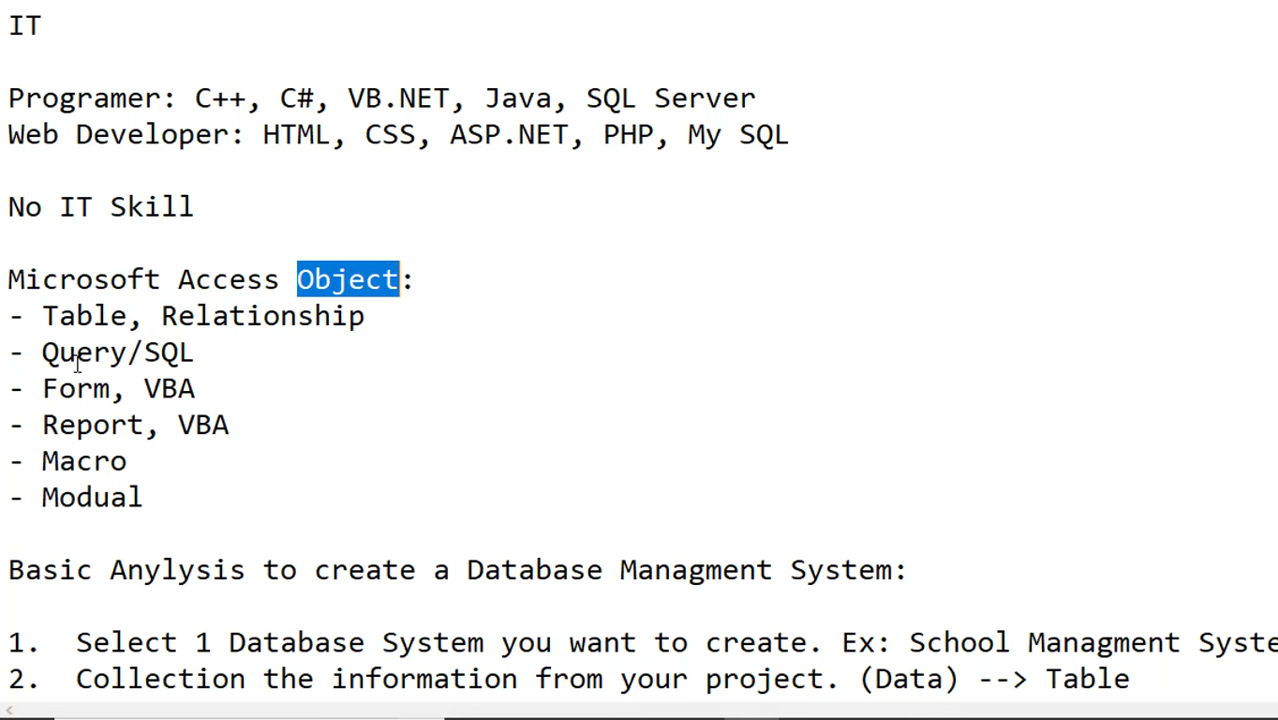 IT
Programer: C++, C#, VB.NET, Java, SQL Server
Web Developer: HTML, CSS, ASP.NET, PHP, My SQL
No IT Skill
Microsoft Access Object:
- Table, Relationship
- Query/SQL
- Form, VBA
- Report, VBA
- Macro
- Modual
Basic Anylysis to create a Database Managment System:
1.  Select 1 Database System you want to create. Ex: School Managment Syste
2.  Collection the information from your project. (Data) --> Table